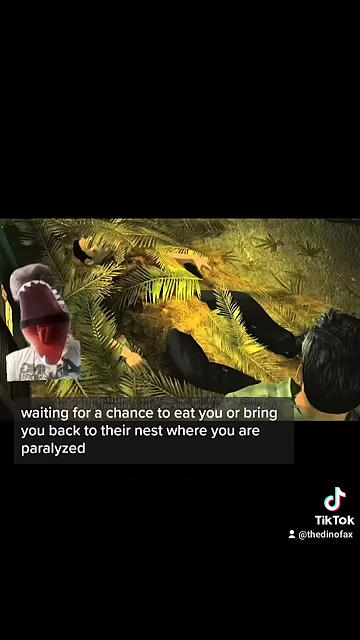 waiting for a chance to eat you or bring
you back to their nest where you are
paralyzed
TikTok
@thedinofax